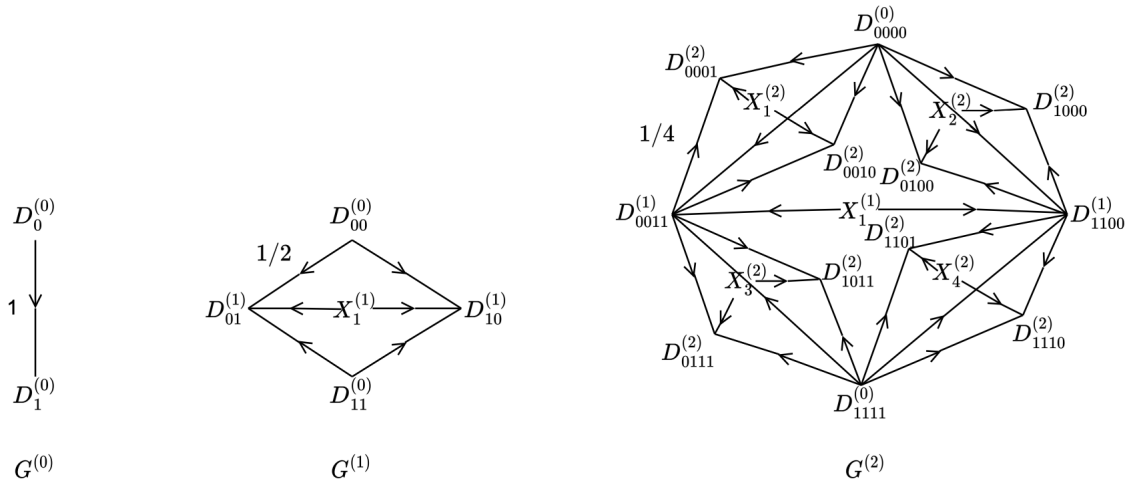 D_0^{(0)}
1
D_1^{(0)}
G^{(0)}
D_{00}^{(0)}
1/2
D_{01}^{(1)} X_1^{(1)} D_{10}^{(1)}
D_{11}^{(0)}
G^{(1)}
D_{0000}^{(0)}
D_{0001}^{(2)}
X_1^{(2)} X_2^{(2)} D_{1000}^{(2)}
1/4
D_{0010}^{(2)} D_{0100}^{(2)}
D_{0011}^{(1)} X_1^{(1)} D_{1100}^{(1)}
D_{1101}^{(2)}
X_3^{(2)} D_{1011}^{(2)} X_4^{(2)}
D_{0111}^{(2)} D_{1110}^{(2)}
D_{1111}^{(0)}
G^{(2)}